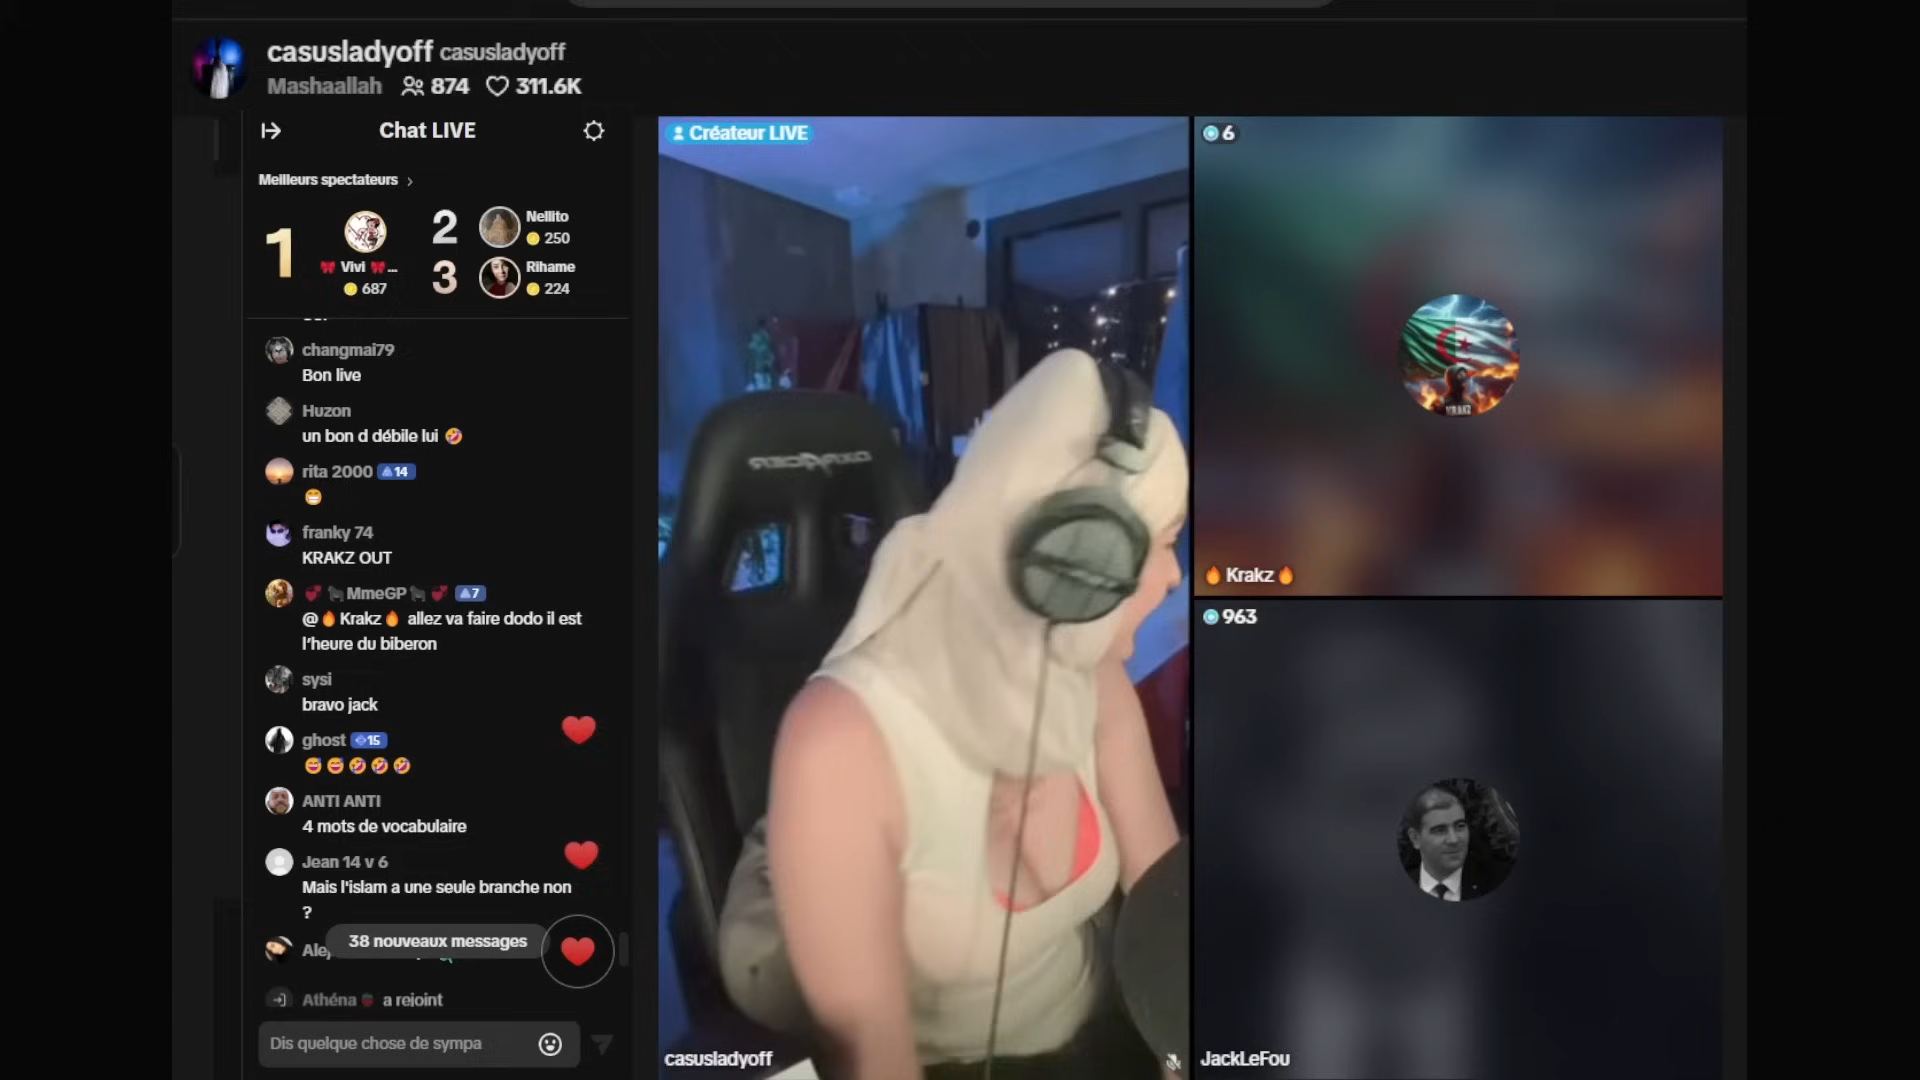 casusladyoff casusladyoff
Mashaallah 874 311.6K
Chat LIVE
Meilleurs spectateurs
1
Vivi ...
687
2
Nellito
250
3
Rihame
224
changmai79
Bon live
Huzon
un bon d débile lui 🤣
rita 2000 14
😁
franky 74
KRAKZ OUT
💞🐈‍⬛MmeGP🐈‍⬛💞 7
@🔥Krakz🔥 allez va faire dodo il est
l'heure du biberon
sysi
bravo jack
ghost 15
😅😅🤣🤣🤣
ANTI ANTI
4 mots de vocabulaire
Jean 14 v 6
Mais l'islam a une seule branche non
?
38 nouveaux messages
Athéna🍓 a rejoint
Dis quelque chose de sympa
Créateur LIVE
casusladyoff
6
KRAKZ
🔥Krakz🔥
963
JackLeFou